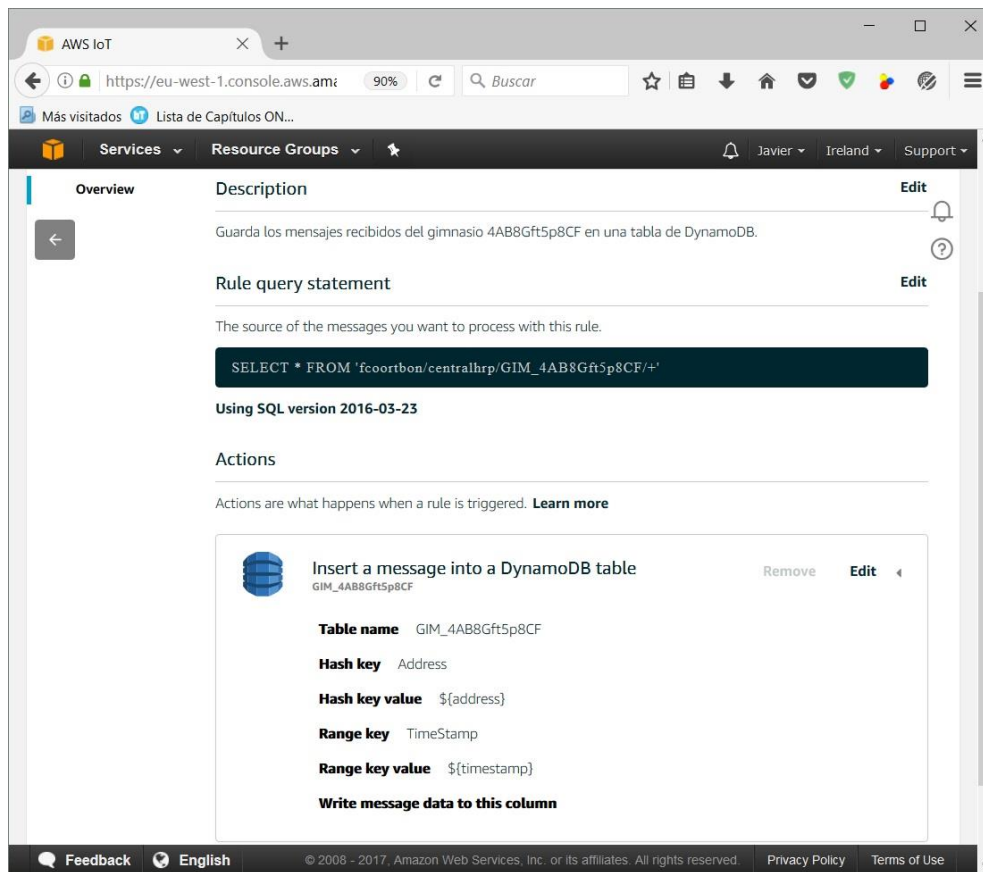 AWS IoT
https://eu-west-1.console.aws.ama 90% Buscar
Más visitados Lista de Capítulos ON...
Services Resource Groups Javier Ireland Support
Overview
Description Edit
Guarda los mensajes recibidos del gimnasio 4AB8Gft5p8CF en una tabla de DynamoDB.
Rule query statement Edit
The source of the messages you want to process with this rule.
SELECT * FROM 'fcoortbon/centralhrp/GIM_4AB8Gft5p8CF/+'
Using SQL version 2016-03-23
Actions
Actions are what happens when a rule is triggered. Learn more
Insert a message into a DynamoDB table Remove Edit
GIM_4AB8Gft5p8CF
Table name GIM_4AB8Gft5p8CF
Hash key Address
Hash key value ${address}
Range key TimeStamp
Range key value ${timestamp}
Write message data to this column
Feedback English © 2008 - 2017, Amazon Web Services, Inc. or its affiliates. All rights reserved. Privacy Policy Terms of Use